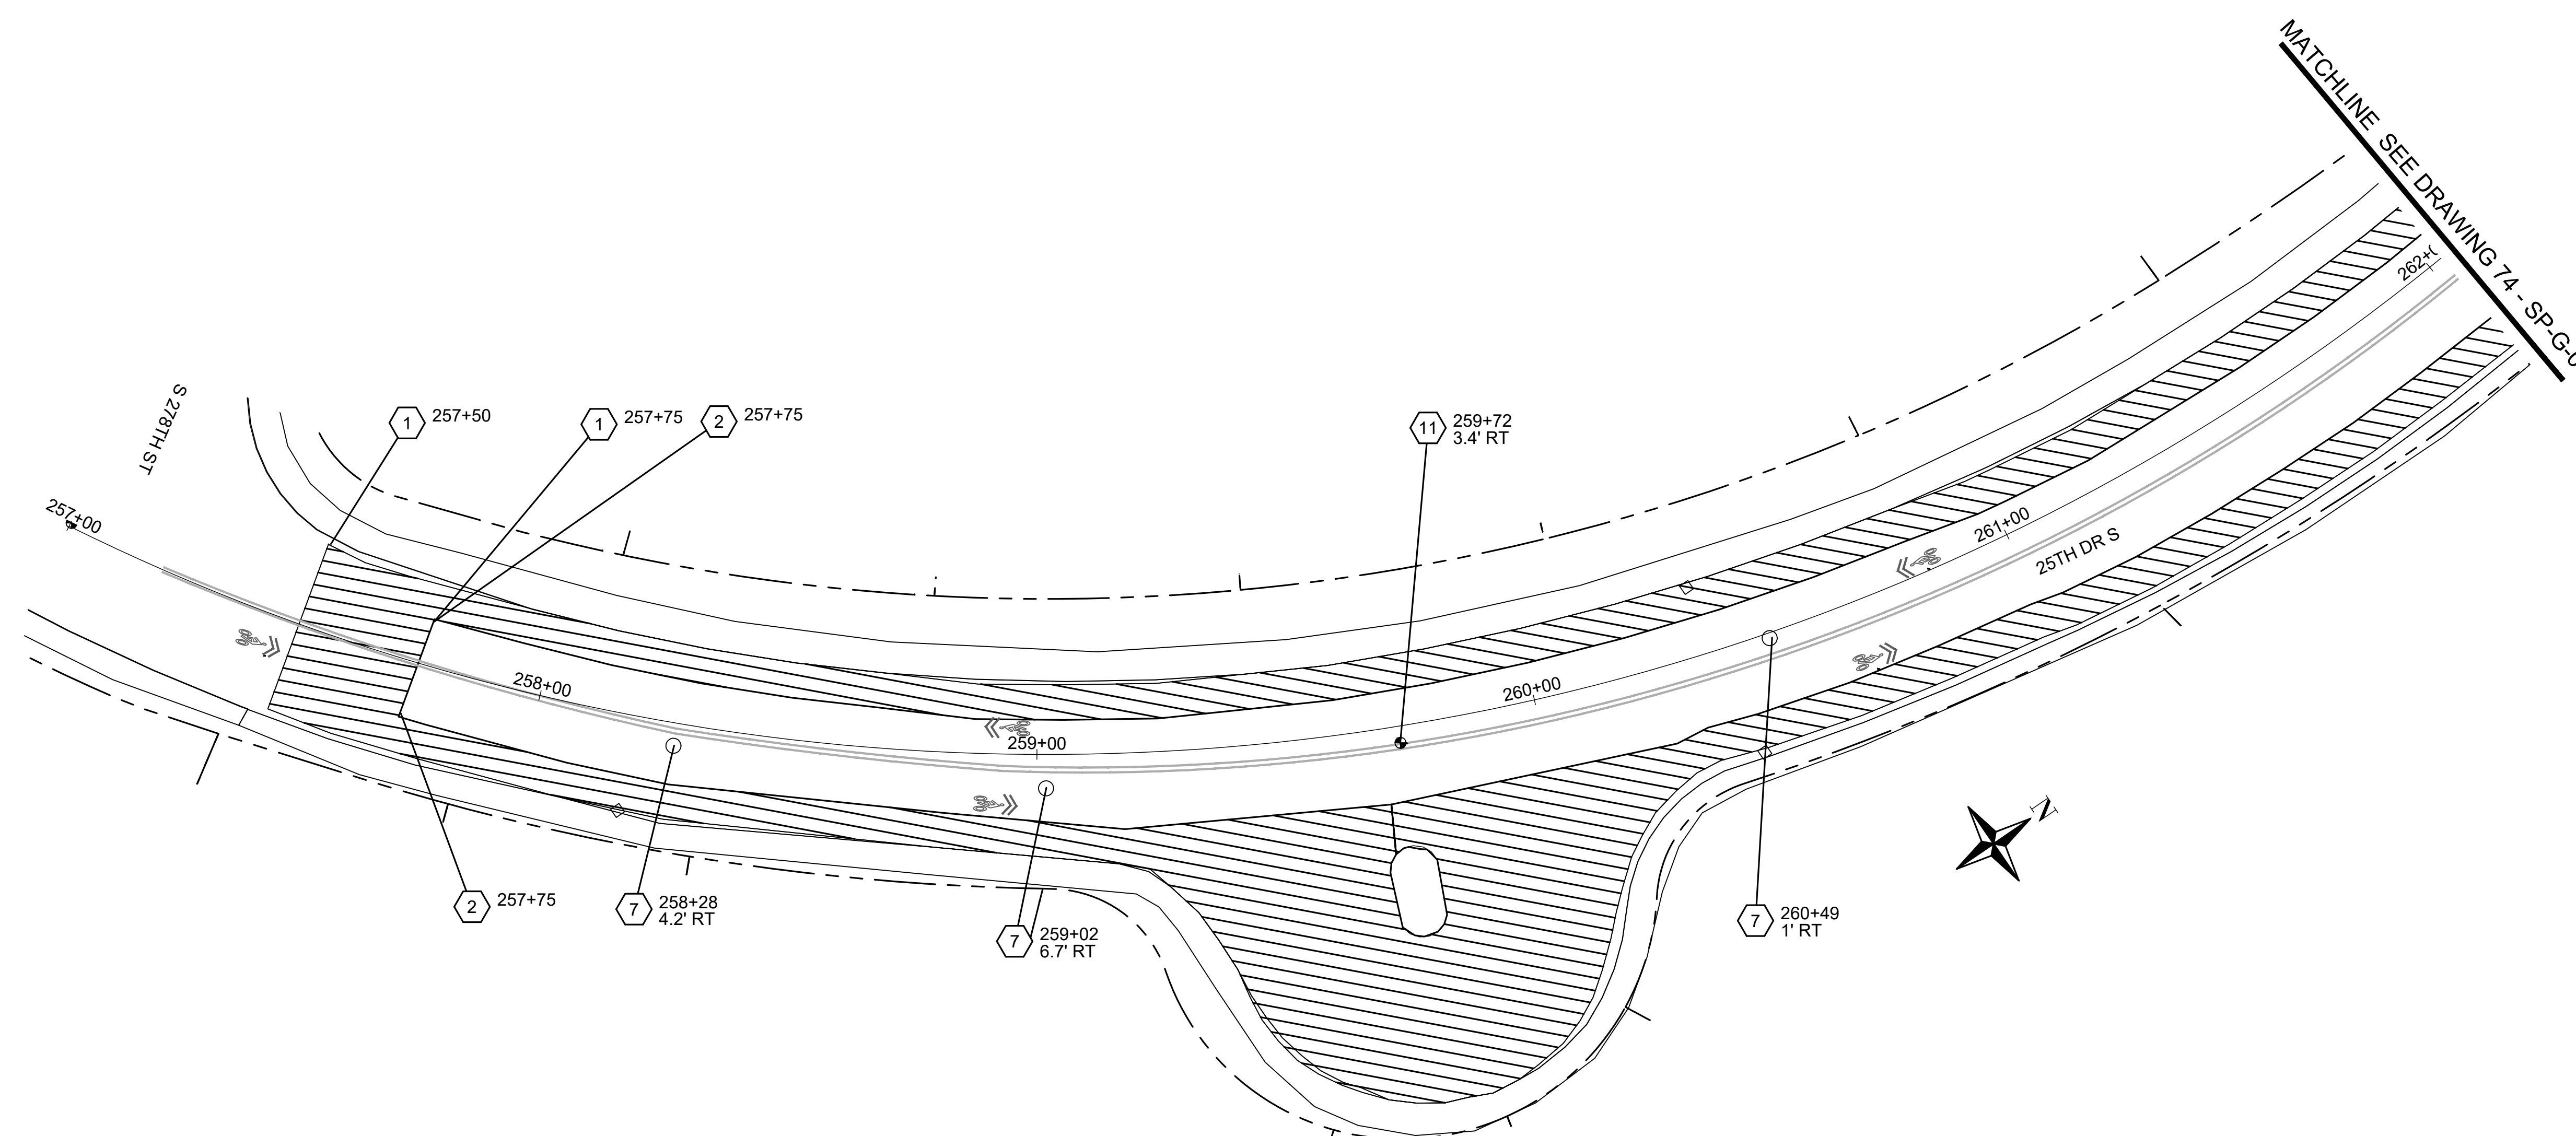 MATCHLINE SEE DRAWING 74 - SP-G-0
262+
S 278TH ST
1 257+50
1 257+75
2 257+75
11 259+72
3.4' RT
257+00
261+00
25TH DR S
258+00
260+00
259+00
N
2 257+75
7 258+28
4.2' RT
7 259+02
6.7' RT
7 260+49
1' RT